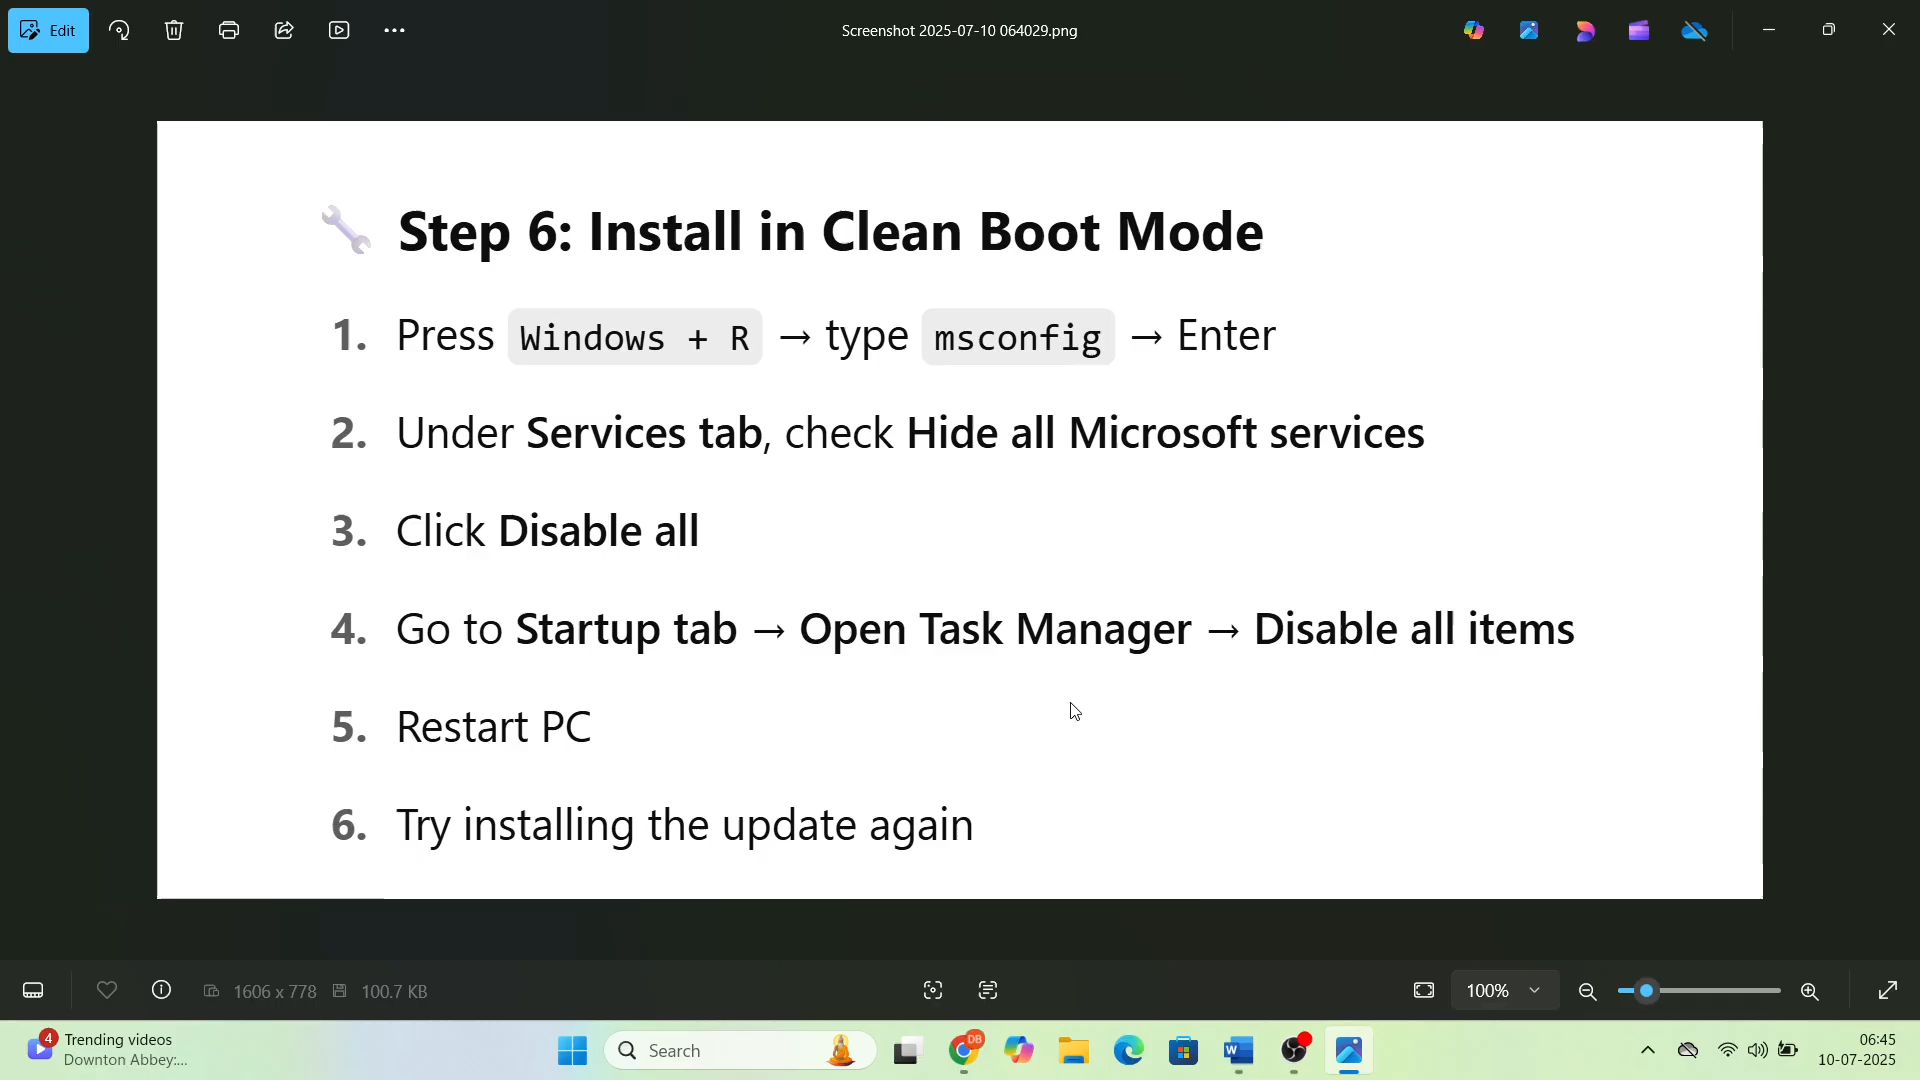 Edit
Screenshot 2025-07-10 064029.png
Step 6: Install in Clean Boot Mode
1. Press Windows + R → type msconfig → Enter
2. Under Services tab, check Hide all Microsoft services
3. Click Disable all
4. Go to Startup tab → Open Task Manager → Disable all items
5. Restart PC
6. Try installing the update again
1606 x 778 100.7 KB 100%
4 Trending videos
Downton Abbey:...
Search
DB
06:45
10-07-2025